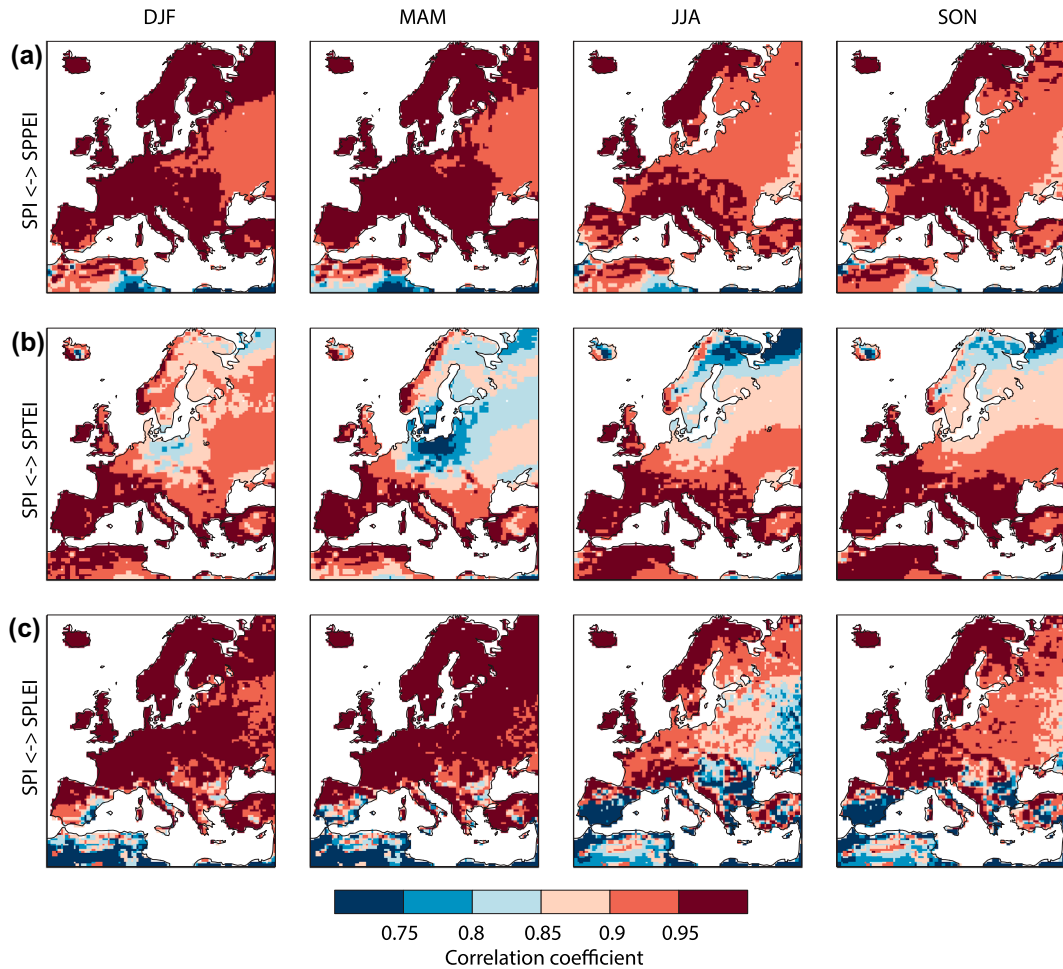 DJF
MAM
JJA
SON
(a)
SPI <-> SPPEI
(b)
SPI <-> SPTEI
(c)
SPI <-> SPLEI
0.75 0.8 0.85 0.9 0.95
Correlation coefficient